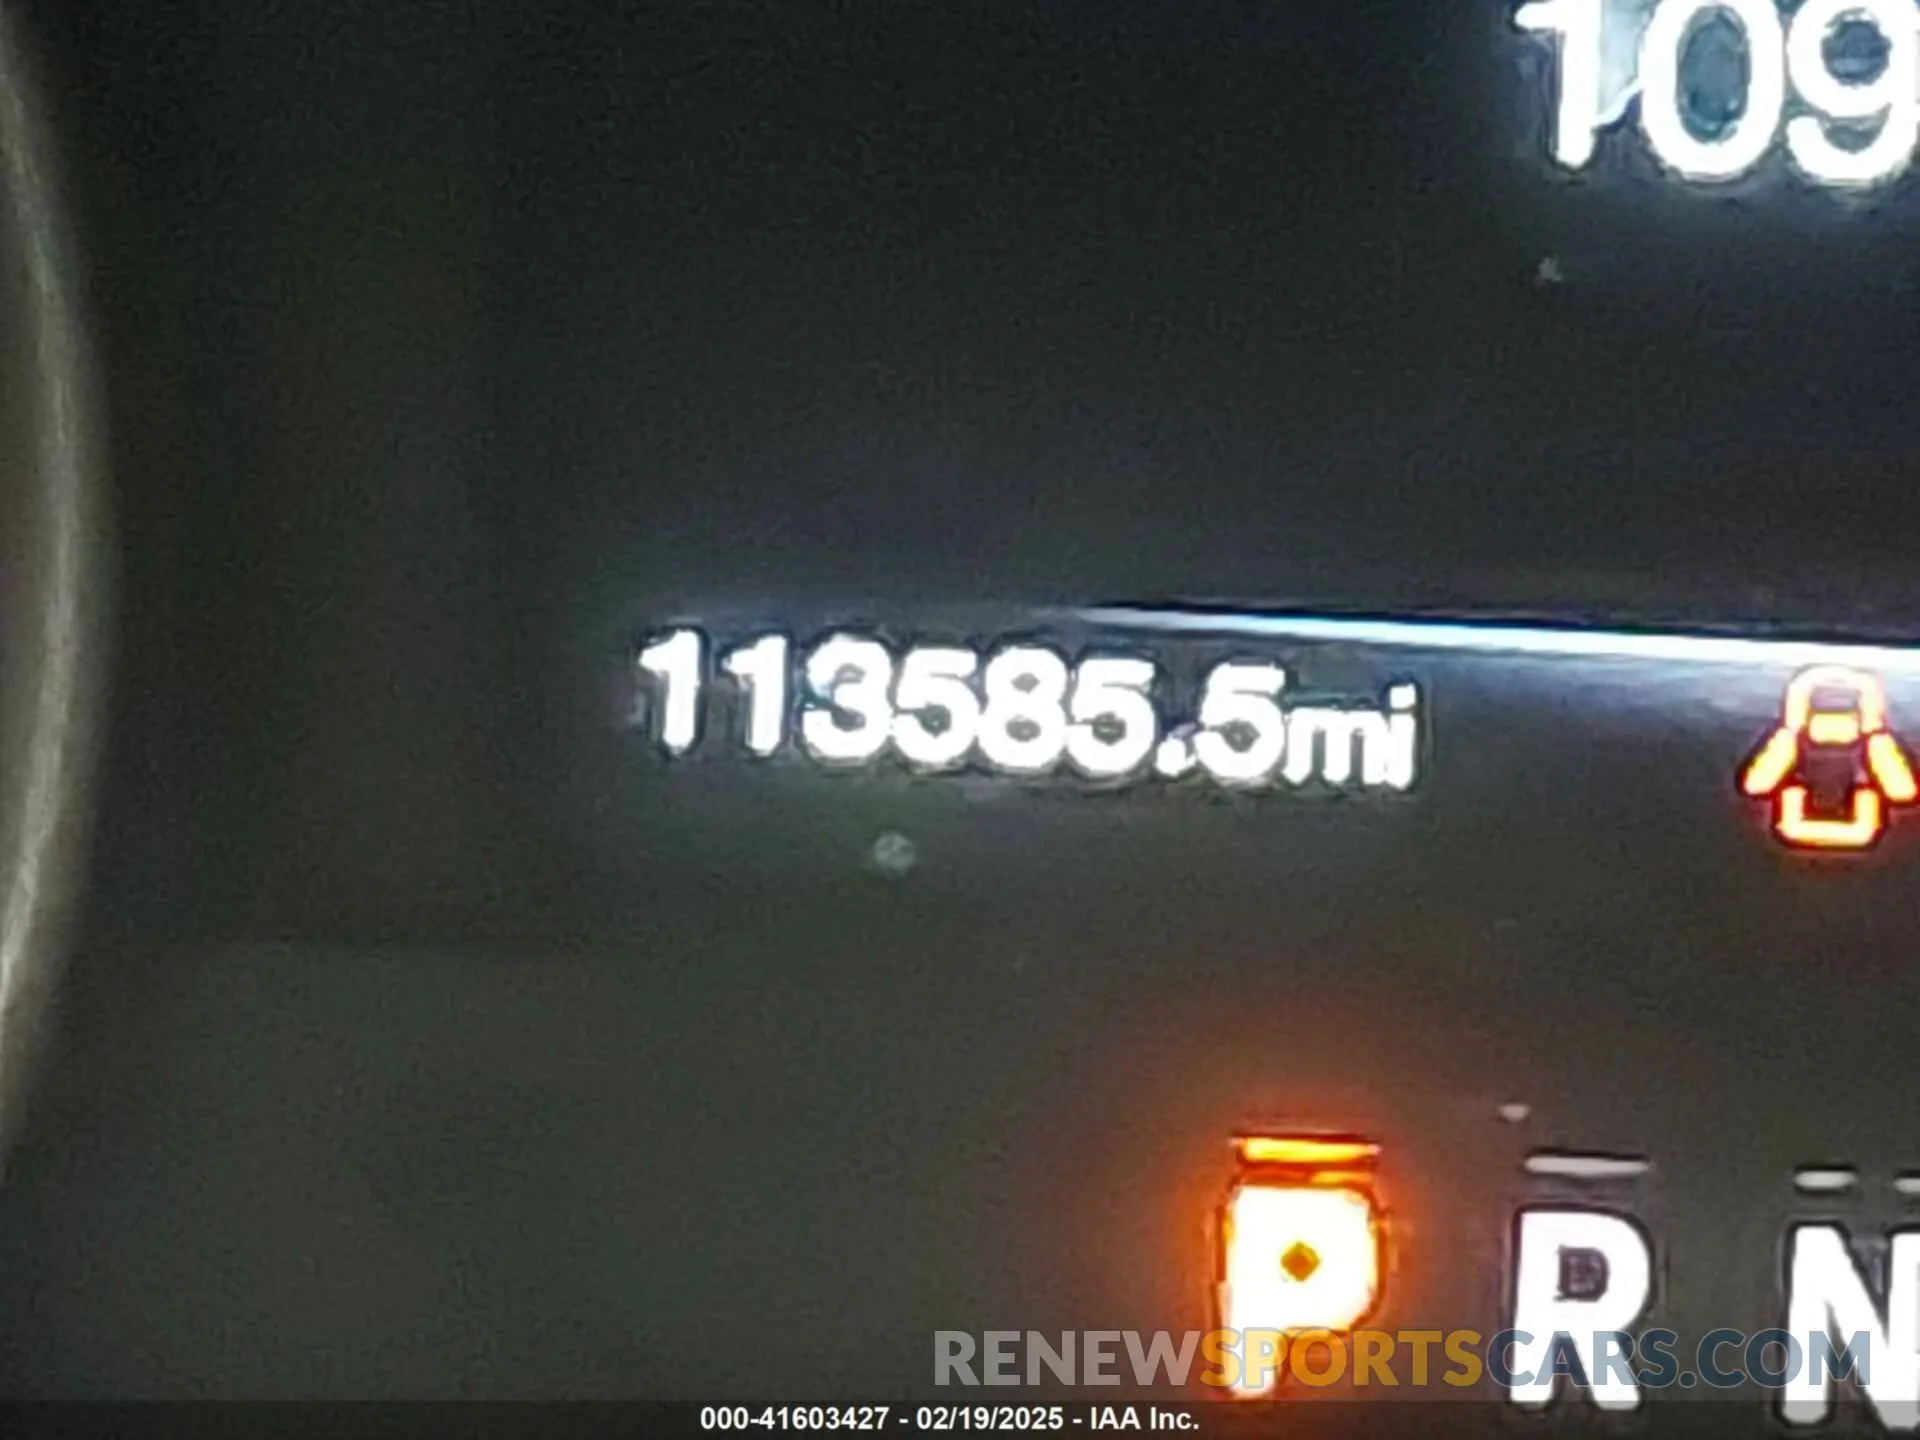 109
113585.5mi
P R N
RENEWSPORTSCARS.COM
000-41603427 - 02/19/2025 - IAA Inc.